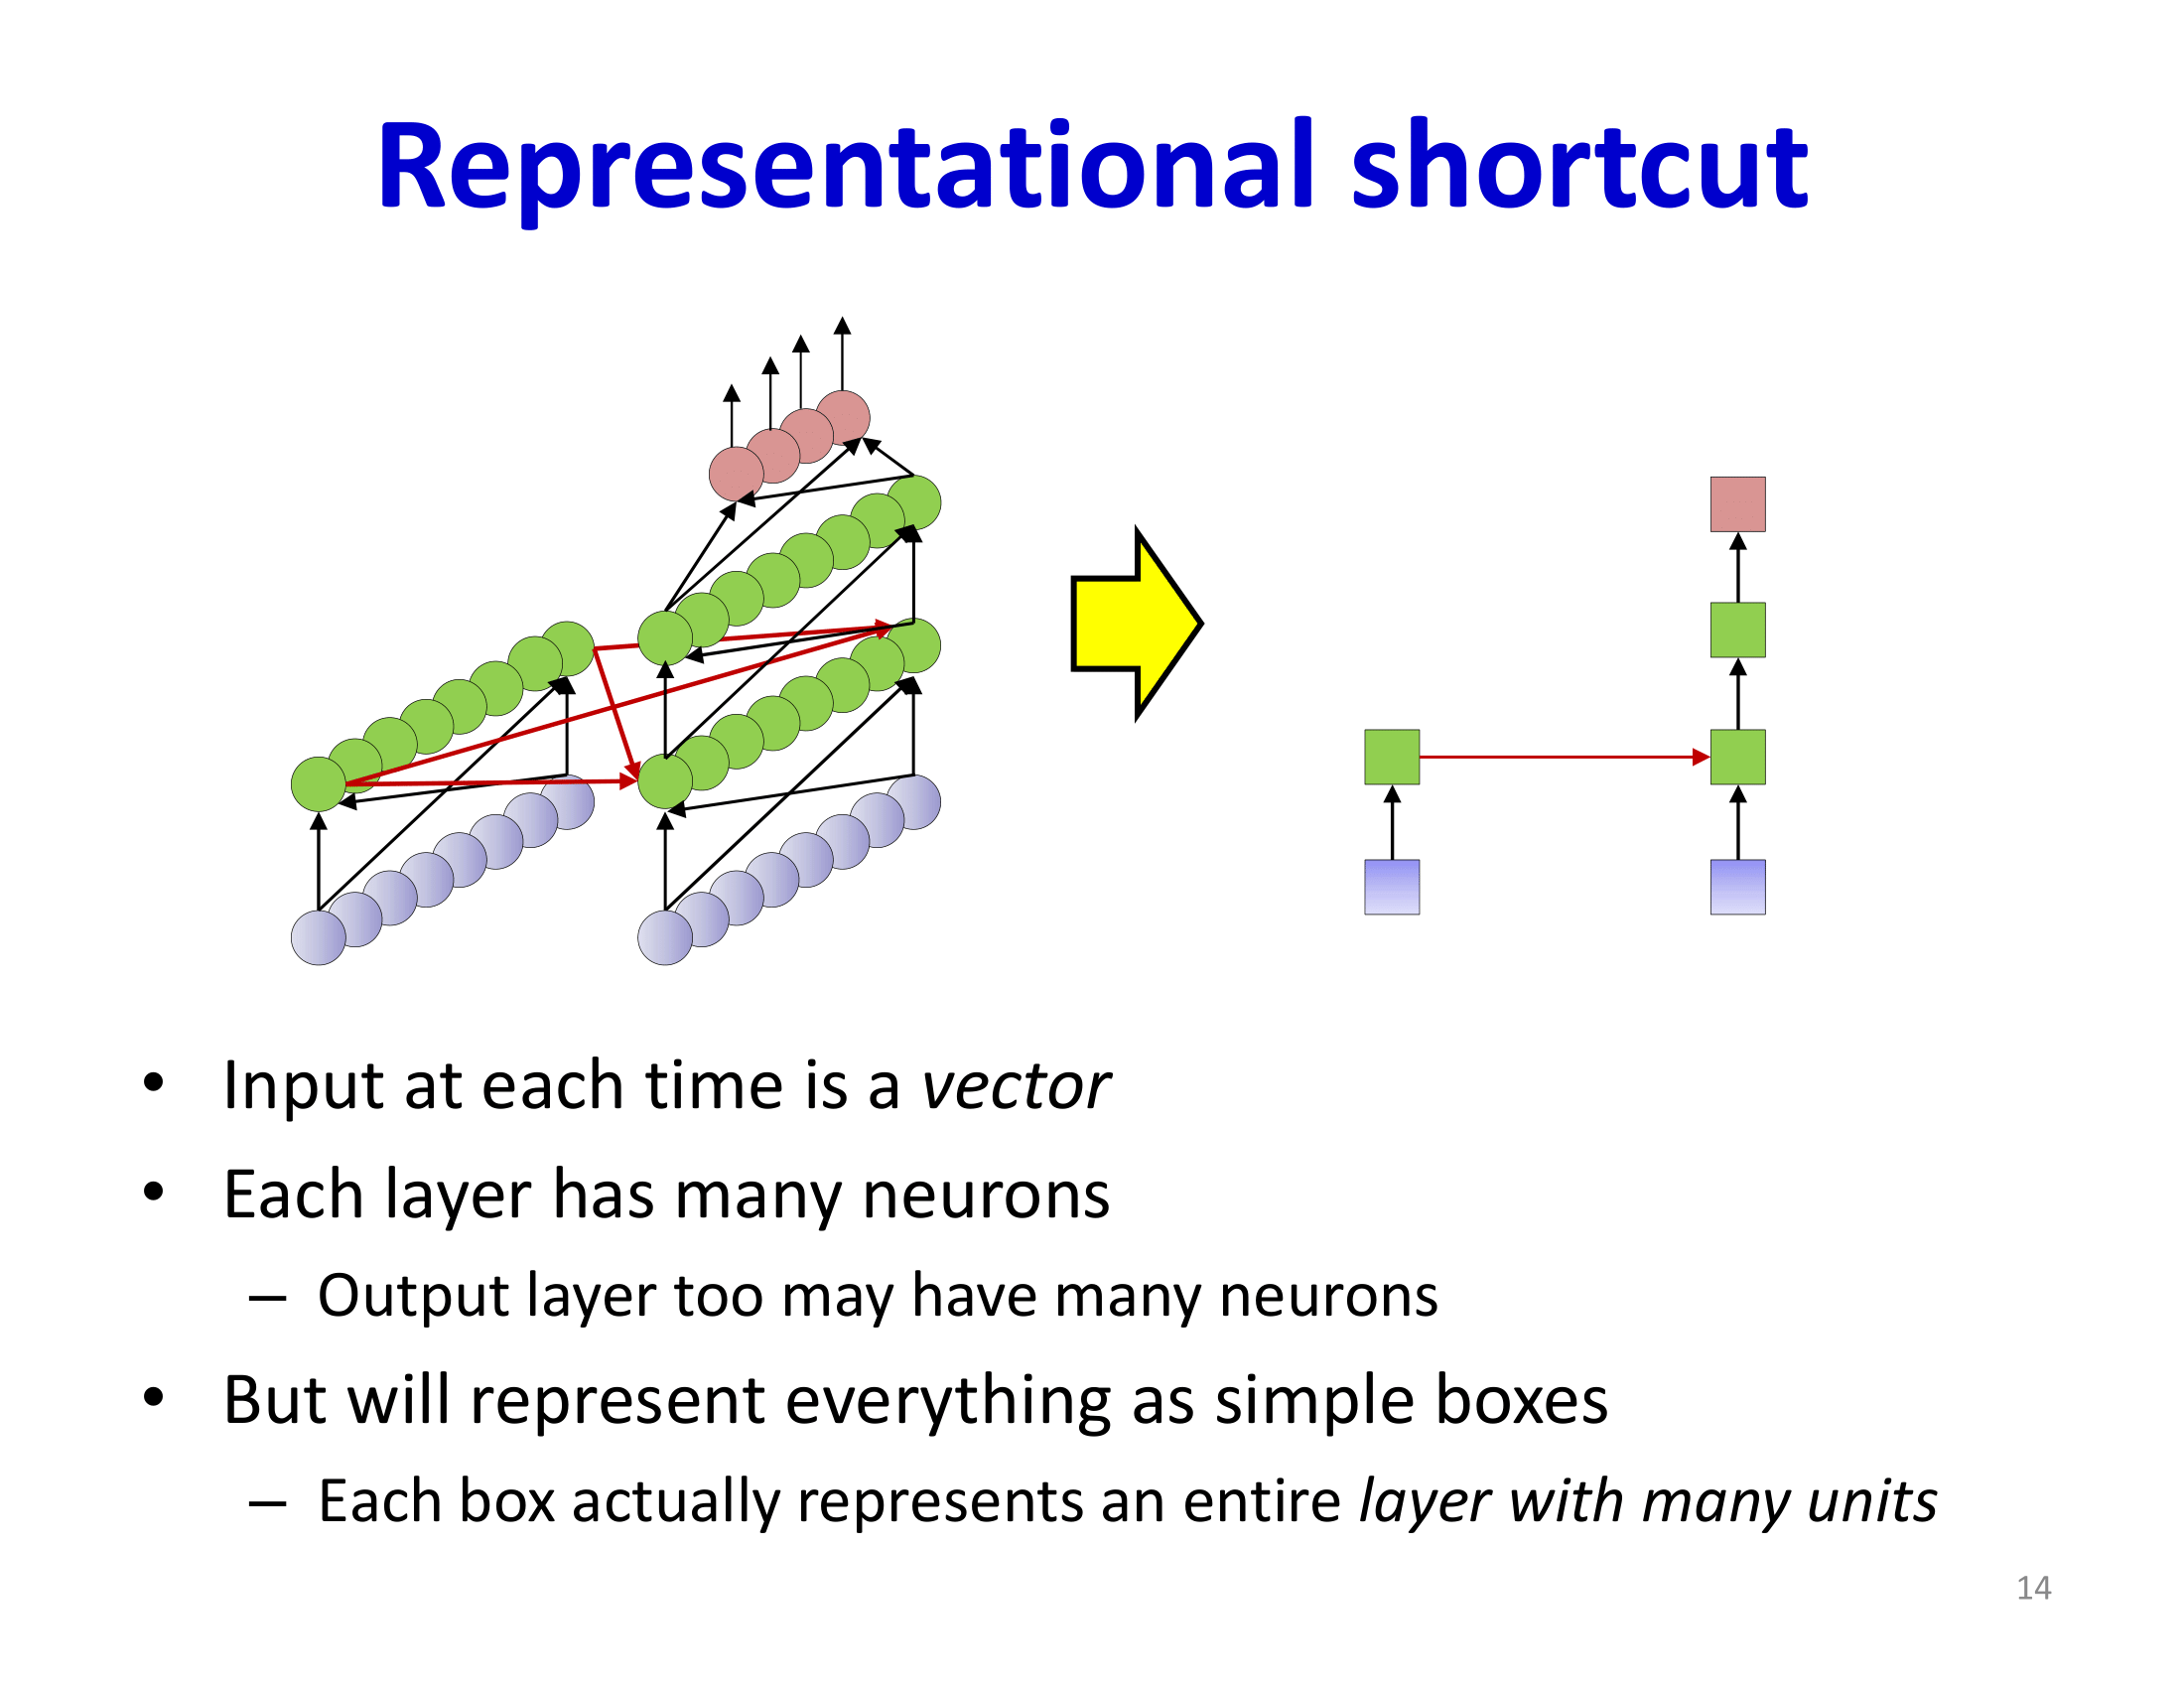 Representational shortcut
• Input at each time is a vector
• Each layer has many neurons
– Output layer too may have many neurons
• But will represent everything as simple boxes
– Each box actually represents an entire layer with many units
14